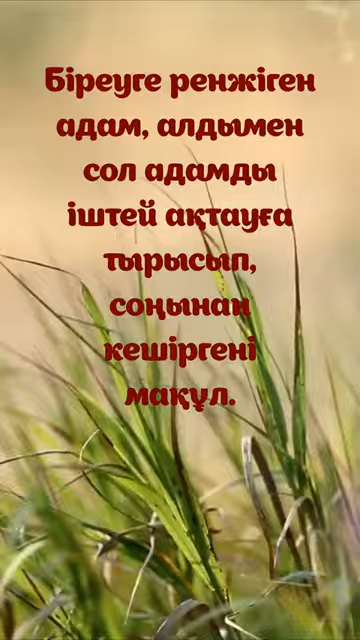 Біреуге ренжіген
адам, алдымен
сол адамды
іштей ақтауға
тырысып,
соңынан
кешіргені
мақұл.